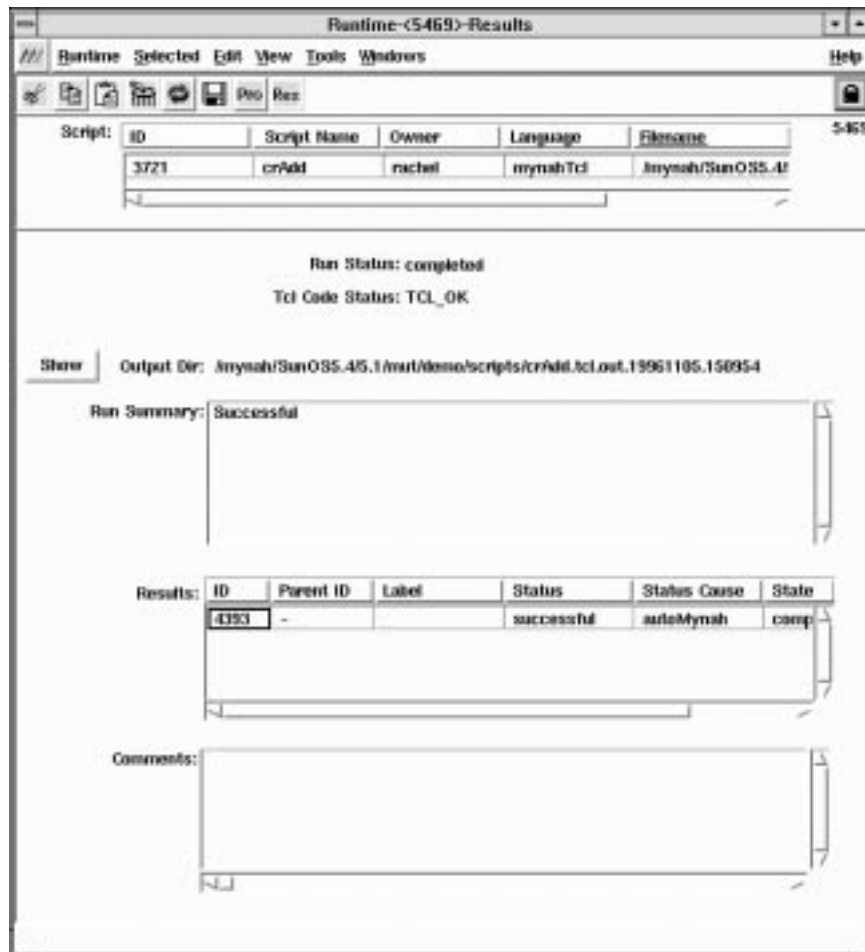 Runtime-(5469)-Results
Runtime Selected Edit View Tools Windows Help
Pro Res
Script: ID Script Name Owner Language Filename 5469
3721 crAdd rachel mynahTcl /mynah/SunOS5.4/
Run Status: completed
Tcl Code Status: TCL_OK
Show Output Dir: /mynah/SunOS5.4/5.1/mut/demo/scripts/crAdd.tcl.out.19961105.150954
Run Summary: Successful
Results: ID Parent ID Label Status Status Cause State
4393 - successful autoMynah comp
Comments: